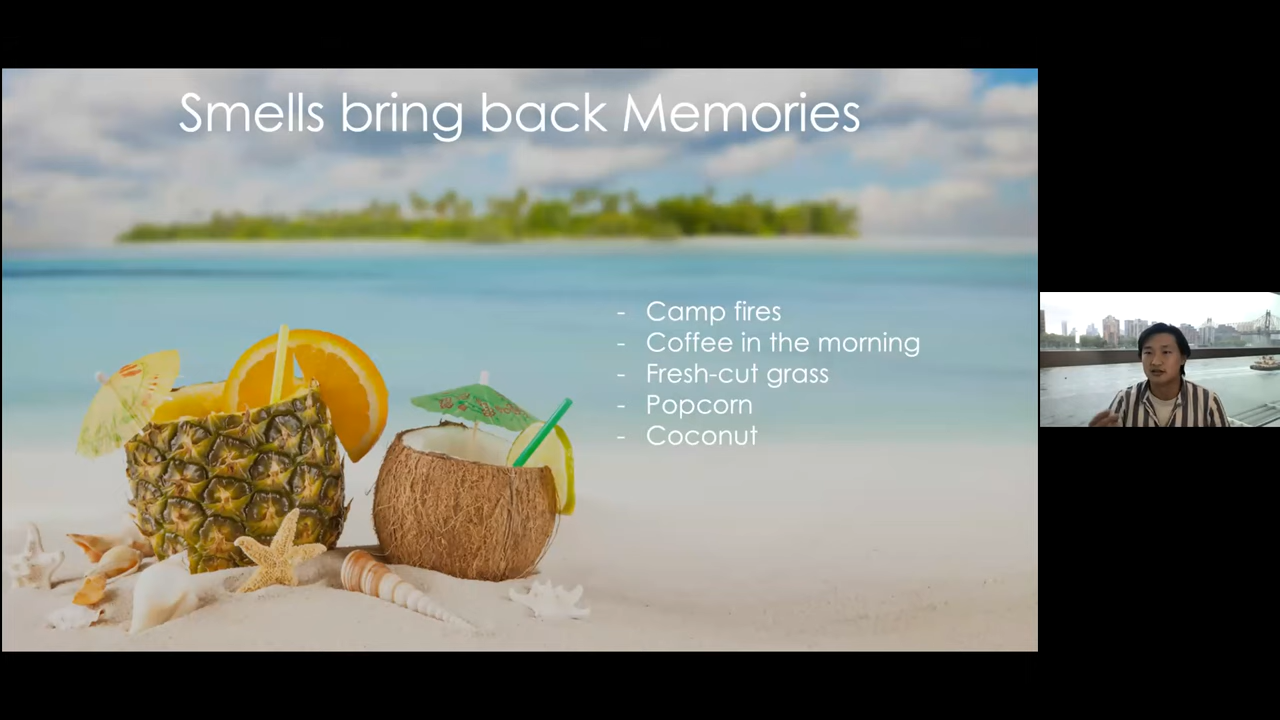 Smells bring back Memories
- Camp fires
- Coffee in the morning
- Fresh-cut grass
- Popcorn
- Coconut